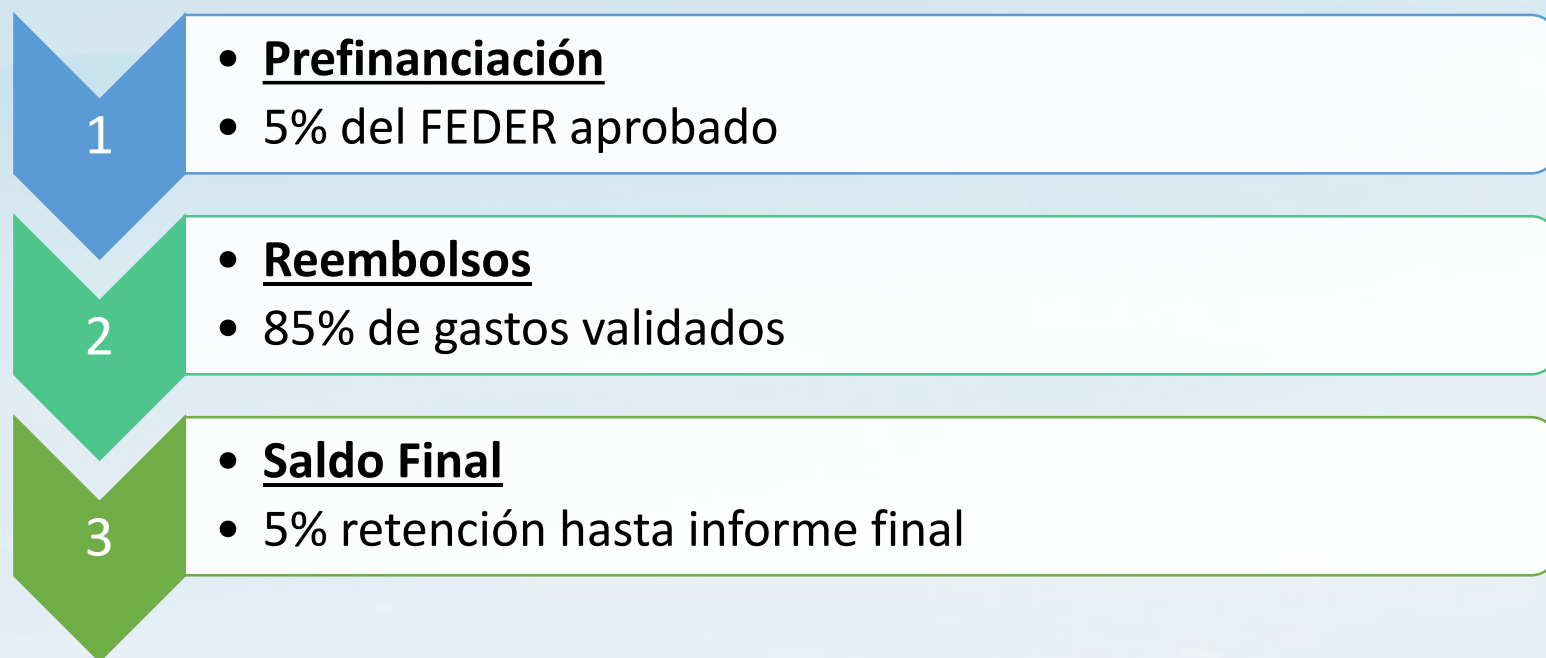 1
• Prefinanciación
• 5% del FEDER aprobado
2
• Reembolsos
• 85% de gastos validados
3
• Saldo Final
• 5% retención hasta informe final